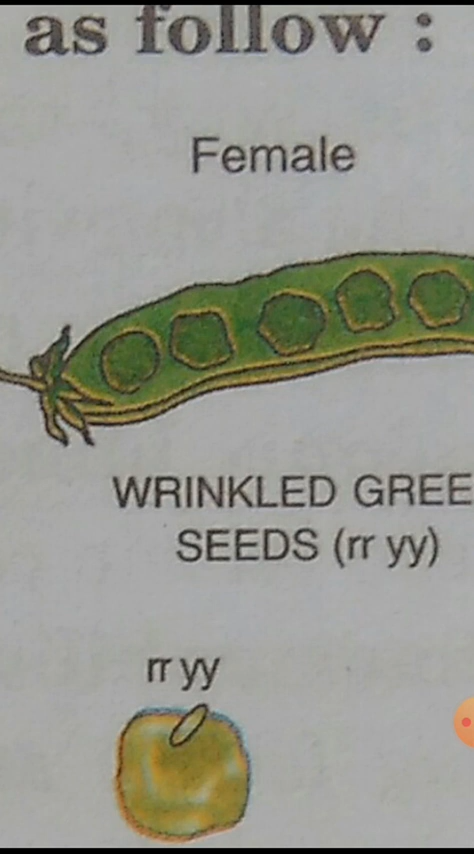 as follow :
Female
WRINKLED GREE
SEEDS (rr yy)
rr yy